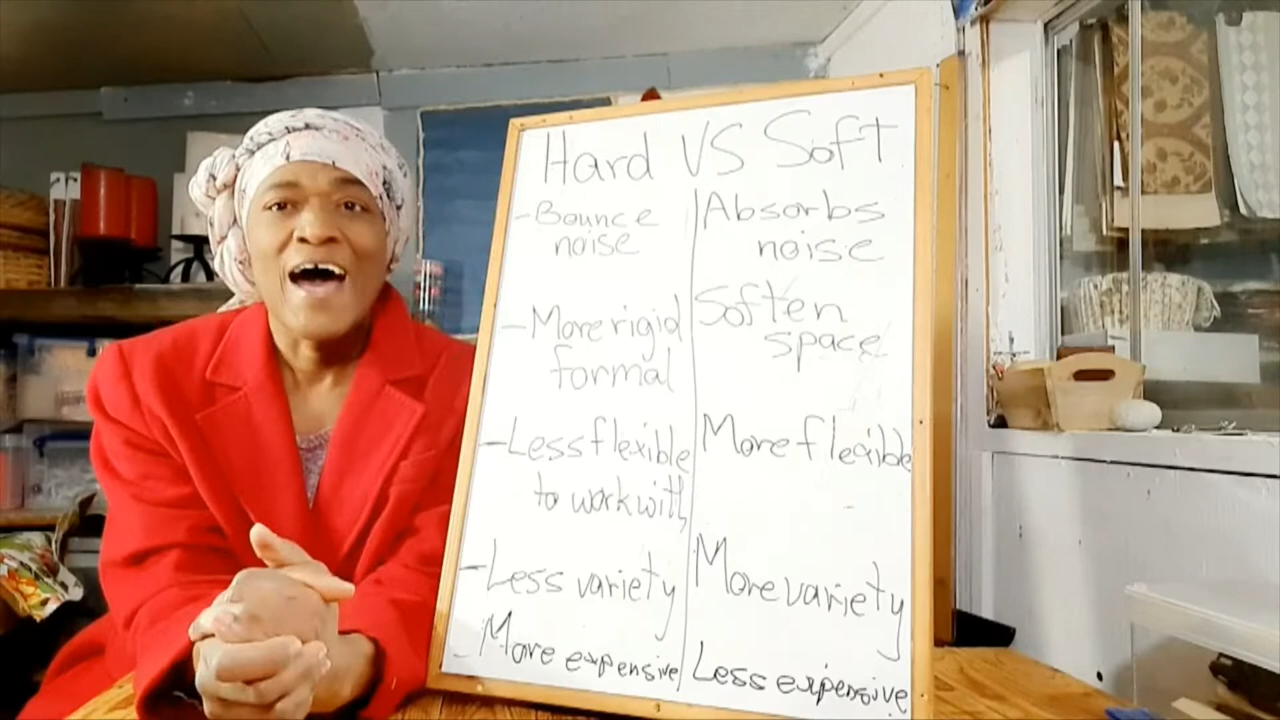 Hard VS Soft
- Bounce
noise
- More rigid
formal
- Less flexible
to work with
- Less variety
- More expensive
Absorbs
noise
Soften
space
More flexible
More variety
Less expensive